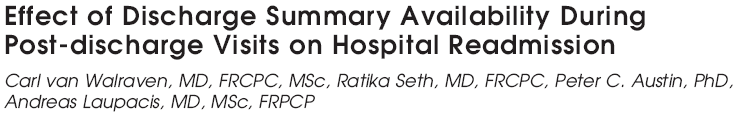 Effect of Discharge Summary Availability During
Post-discharge Visits on Hospital Readmission
Carl van Walraven, MD, FRCPC, MSc, Ratika Seth, MD, FRCPC, Peter C. Austin, PhD,
Andreas Laupacis, MD, MSc, FRPCP